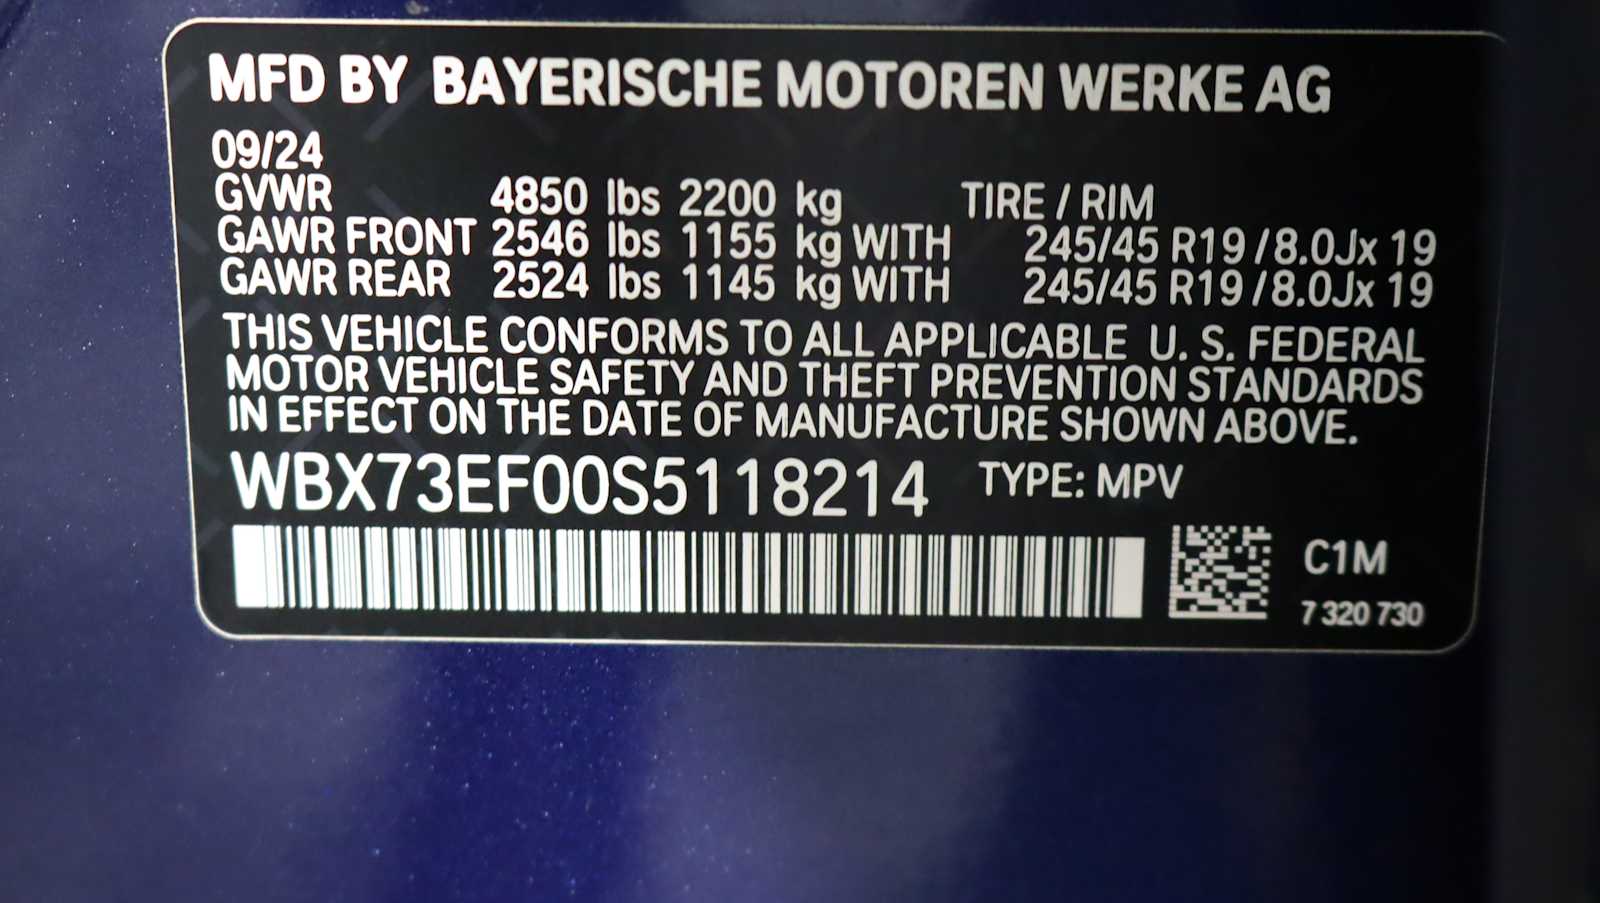 MFD BY BAYERISCHE MOTOREN WERKE AG
09/24
GVWR 4850 lbs 2200 kg TIRE / RIM
GAWR FRONT 2546 lbs 1155 kg WITH 245/45 R19 /8.0Jx 19
GAWR REAR 2524 lbs 1145 kg WITH 245/45 R19 /8.0Jx 19
THIS VEHICLE CONFORMS TO ALL APPLICABLE U. S. FEDERAL
MOTOR VEHICLE SAFETY AND THEFT PREVENTION STANDARDS
IN EFFECT ON THE DATE OF MANUFACTURE SHOWN ABOVE.
WBX73EF00S5118214 TYPE: MPV
C1M
7 320 730